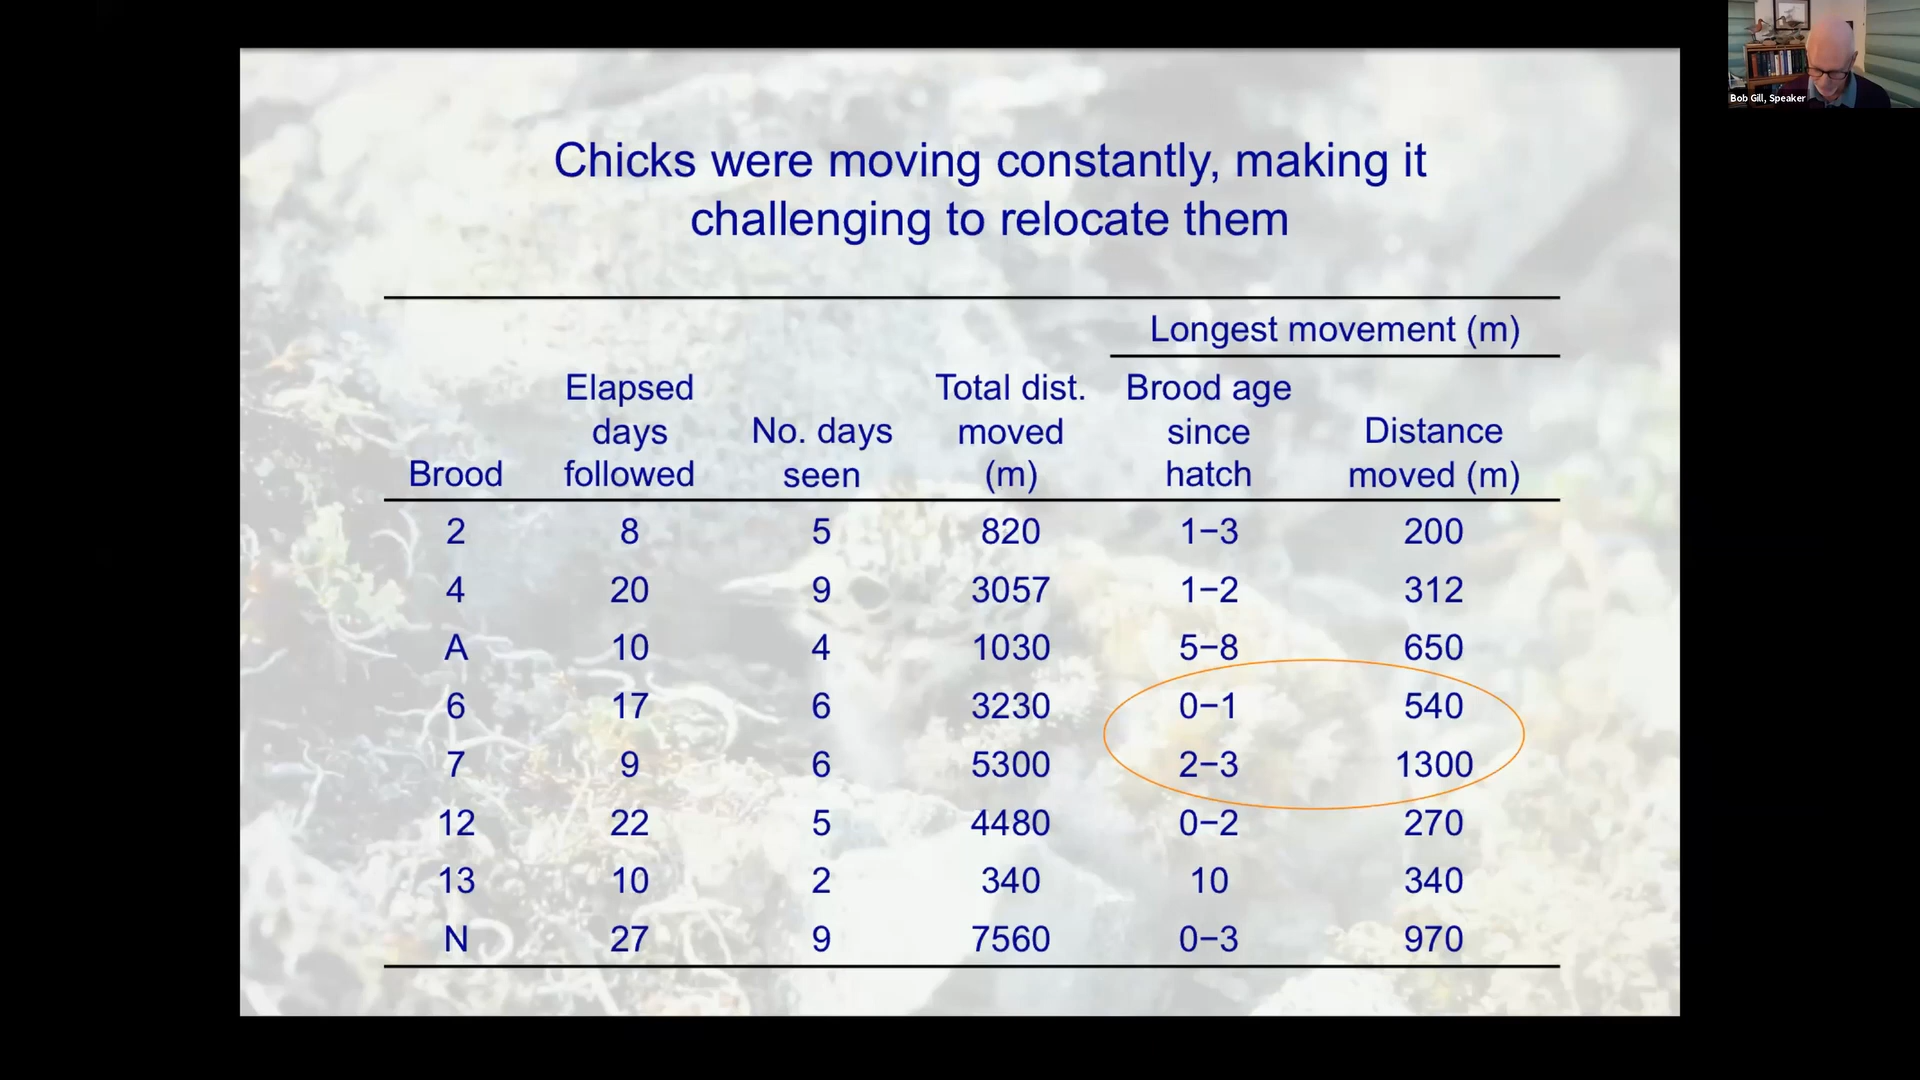 Bob Gill, Speaker
Chicks were moving constantly, making it
challenging to relocate them
Longest movement (m)
Brood
Elapsed
days
followed
No. days
seen
Total dist.
moved
(m)
Brood age
since
hatch
Distance
moved (m)
2 8 5 820 1−3 200
4 20 9 3057 1−2 312
A 10 4 1030 5−8 650
6 17 6 3230 0−1 540
7 9 6 5300 2−3 1300
12 22 5 4480 0−2 270
13 10 2 340 10 340
N 27 9 7560 0−3 970